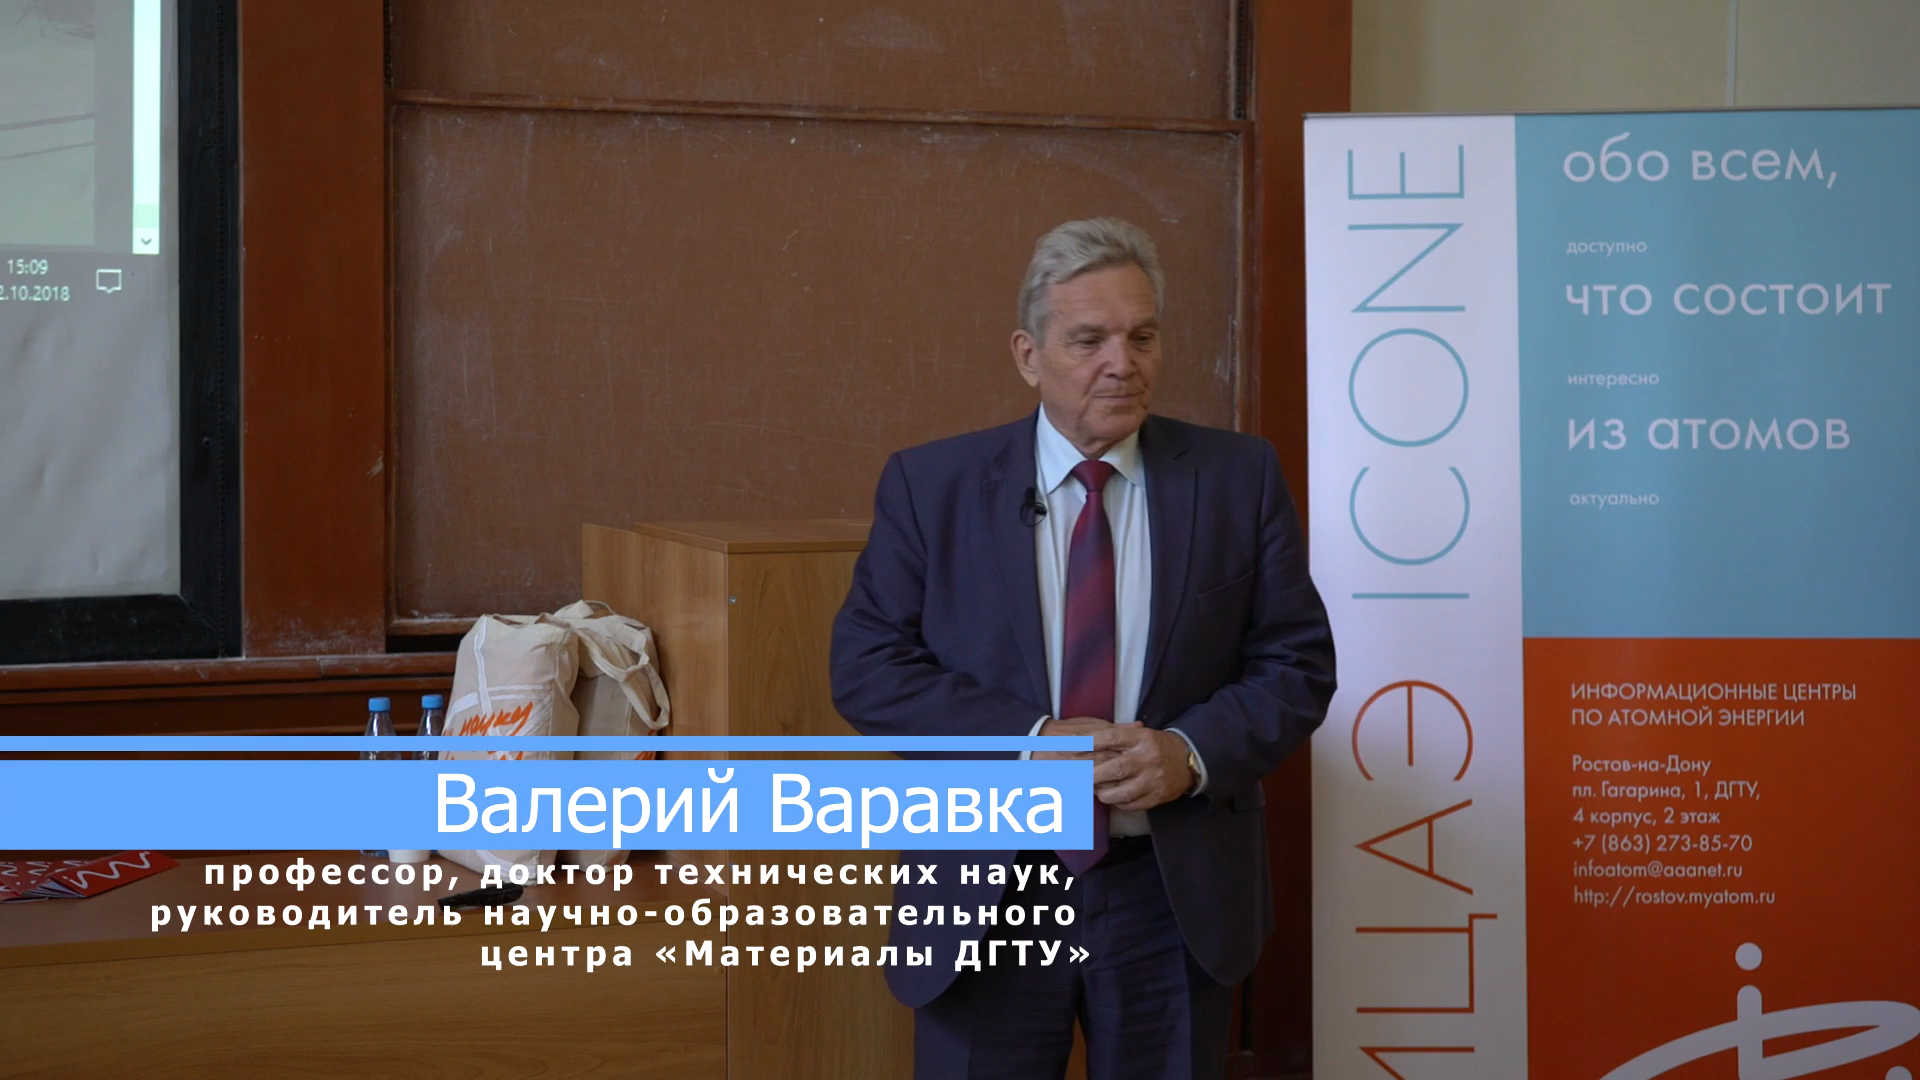 15:09
2.10.2018
науку
ИЦАЭ ICONE
обо всем,
доступно
что состоит
интересно
из атомов
актуально
ИНФОРМАЦИОННЫЕ ЦЕНТРЫ
ПО АТОМНОЙ ЭНЕРГИИ
Ростов-на-Дону
пл. Гагарина, 1, ДГТУ,
4 корпус, 2 этаж
+7 (863) 273-85-70
infoatom@aaanet.ru
http://rostov.myatom.ru
Валерий Варавка
профессор, доктор технических наук,
руководитель научно-образовательного
центра «Материалы ДГТУ»